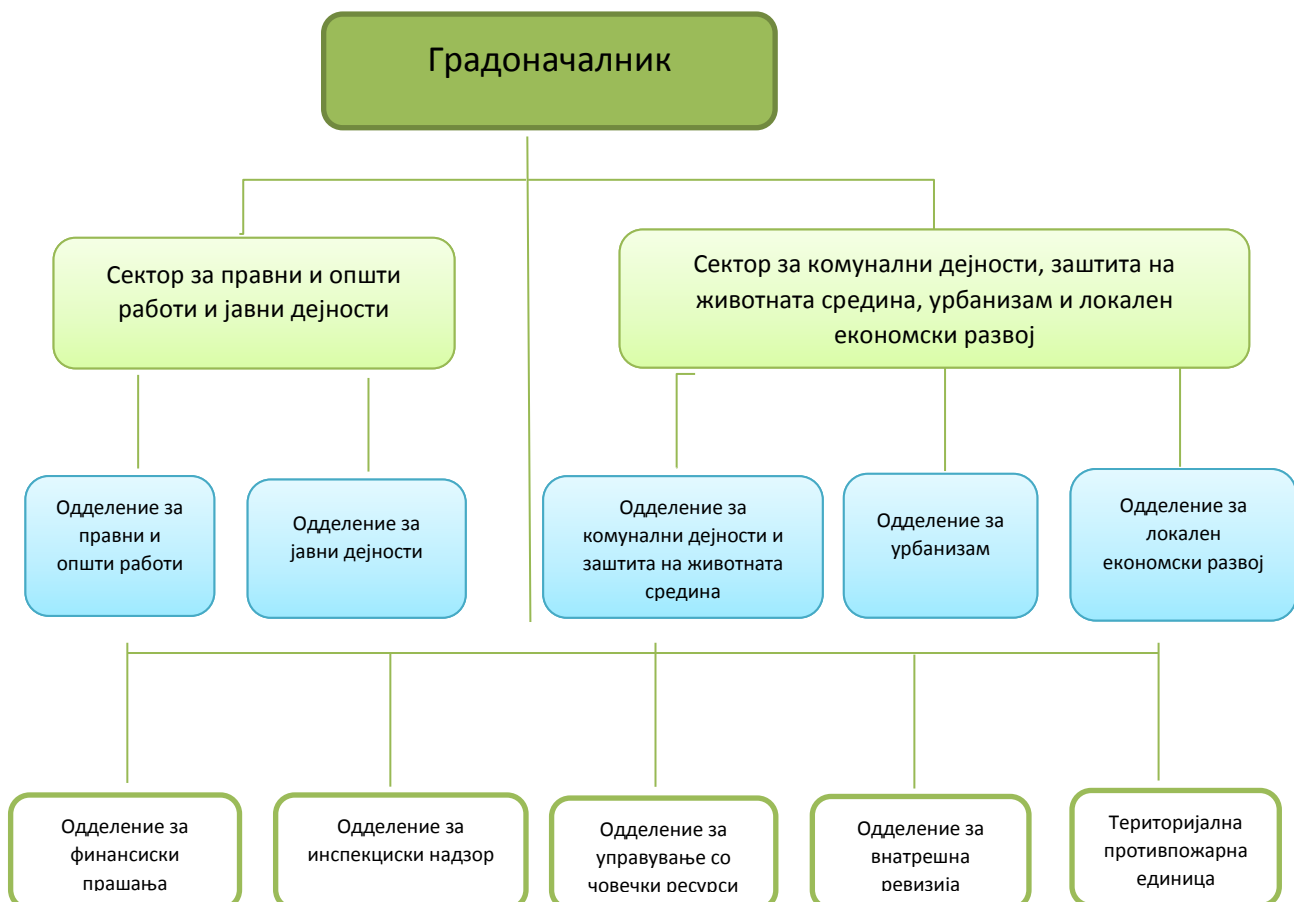 Градоначалник
Сектор за правни и општи
работи и јавни дејности
Сектор за комунални дејности, заштита на
животната средина, урбанизам и локален
економски развој
Одделение за
правни и
општи работи
Одделение за
јавни дејности
Одделение за
комунални дејности и
заштита на животната
средина
Одделение за
урбанизам
Одделение за
локален
економски развој
Одделение за
финансиски
прашања
Одделение за
инспекциски надзор
Одделение за
управување со
човечки ресурси
Одделение за
внатрешна
ревизија
Територијална
противпожарна
единица